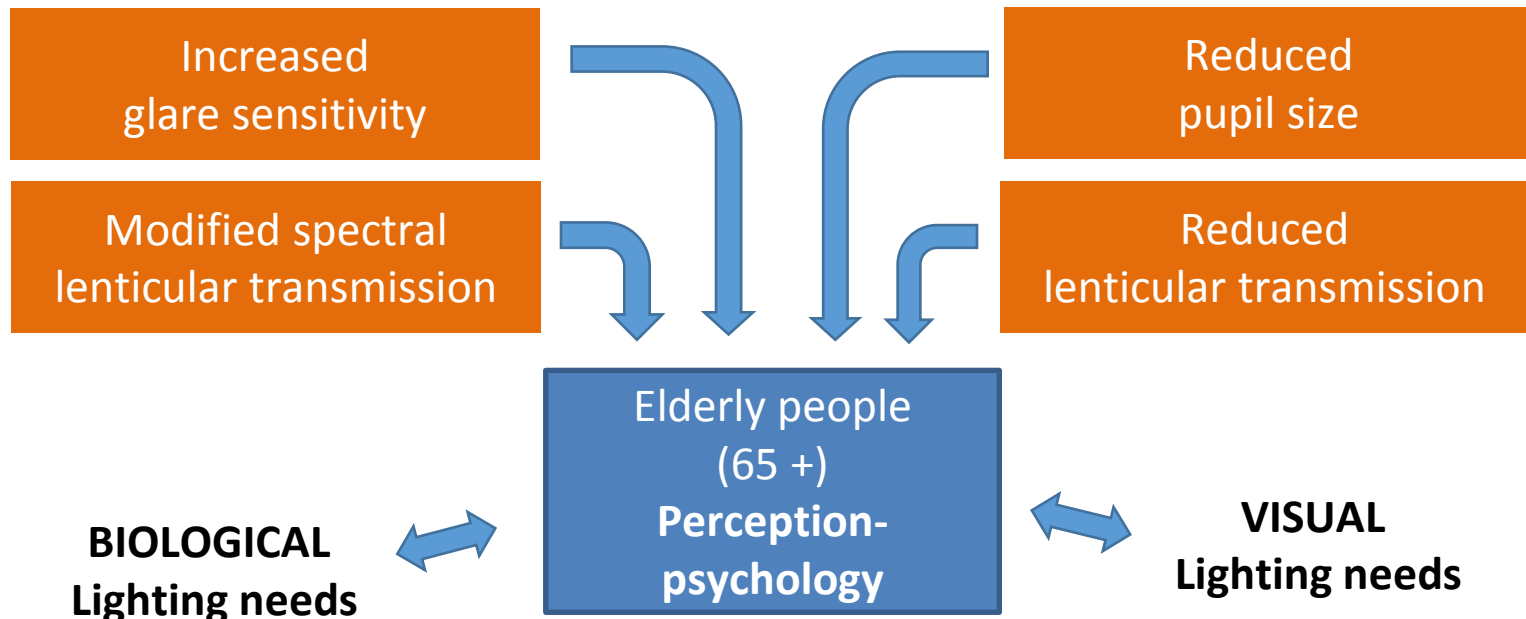 Increased
glare sensitivity
Reduced
pupil size
Modified spectral
lenticular transmission
Reduced
lenticular transmission
Elderly people
(65 +)
Perception-
psychology
BIOLOGICAL
Lighting needs
VISUAL
Lighting needs